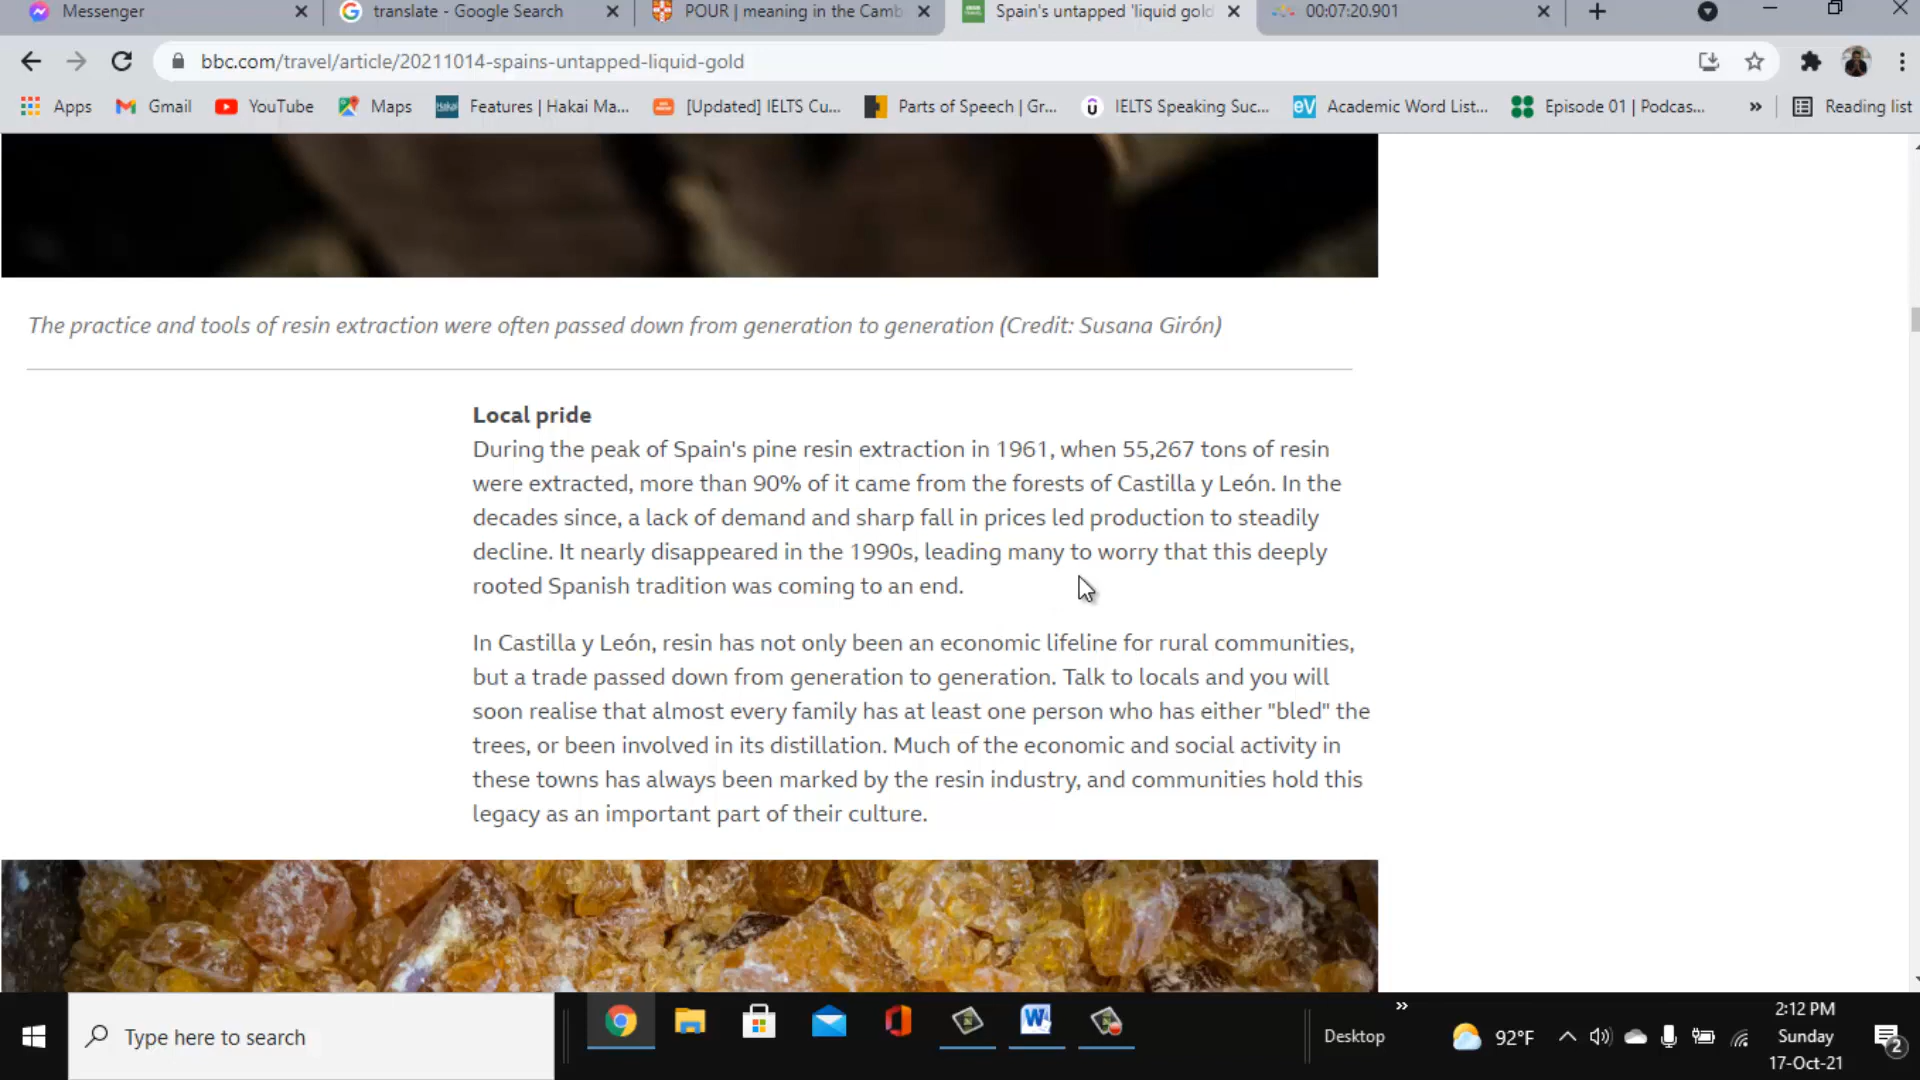 Messenger
translate - Google Search
POUR | meaning in the Camb
Spain's untapped 'liquid gold
00:07:20.901
bbc.com/travel/article/20211014-spains-untapped-liquid-gold
Apps
Gmail
YouTube
Maps
Hakai
Features | Hakai Ma...
[Updated] IELTS Cu...
Parts of Speech | Gr...
IELTS Speaking Suc...
eV
Academic Word List...
Episode 01 | Podcas...
»
Reading list
The practice and tools of resin extraction were often passed down from generation to generation (Credit: Susana Girón)
Local pride
During the peak of Spain's pine resin extraction in 1961, when 55,267 tons of resin
were extracted, more than 90% of it came from the forests of Castilla y León. In the
decades since, a lack of demand and sharp fall in prices led production to steadily
decline. It nearly disappeared in the 1990s, leading many to worry that this deeply
rooted Spanish tradition was coming to an end.
In Castilla y León, resin has not only been an economic lifeline for rural communities,
but a trade passed down from generation to generation. Talk to locals and you will
soon realise that almost every family has at least one person who has either "bled" the
trees, or been involved in its distillation. Much of the economic and social activity in
these towns has always been marked by the resin industry, and communities hold this
legacy as an important part of their culture.
Type here to search
Desktop
»
92°F
2:12 PM
Sunday
17-Oct-21
2